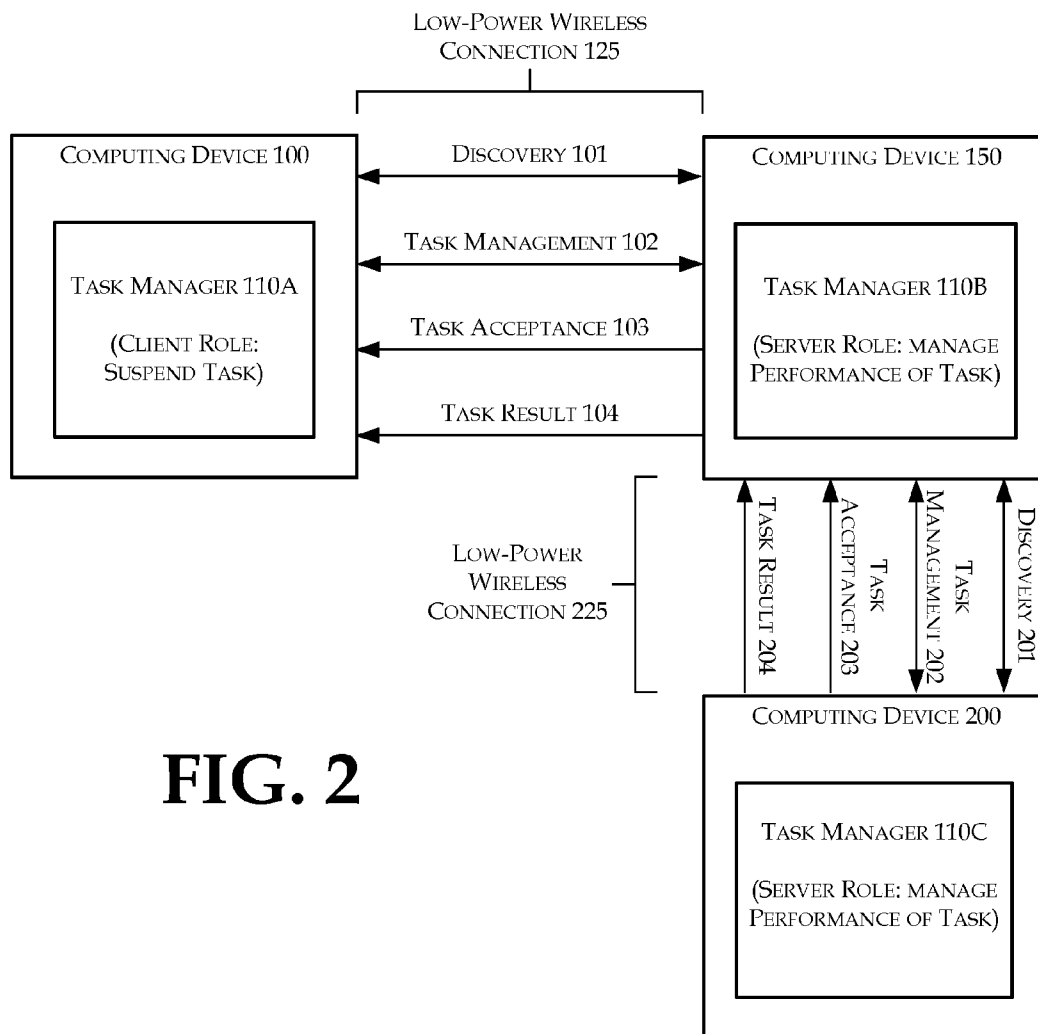 LOW-POWER WIRELESS
CONNECTION 125
COMPUTING DEVICE 100
DISCOVERY 101
COMPUTING DEVICE 150
TASK MANAGEMENT 102
TASK MANAGER 110A
(CLIENT ROLE:
SUSPEND TASK)
TASK ACCEPTANCE 103
TASK MANAGER 110B
(SERVER ROLE: MANAGE
PERFORMANCE OF TASK)
TASK RESULT 104
LOW-POWER
WIRELESS
CONNECTION 225
TASK RESULT 204
TASK
ACCEPTANCE 203
TASK
MANAGEMENT 202
DISCOVERY 201
COMPUTING DEVICE 200
TASK MANAGER 110C
(SERVER ROLE: MANAGE
PERFORMANCE OF TASK)
FIG. 2